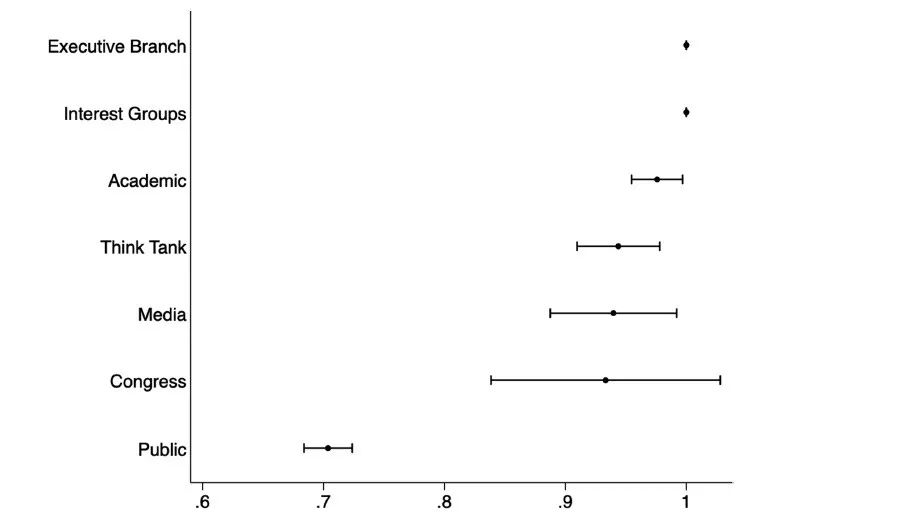 Executive Branch
Interest Groups
Academic
Think Tank
Media
Congress
Public
.6 .7 .8 .9 1